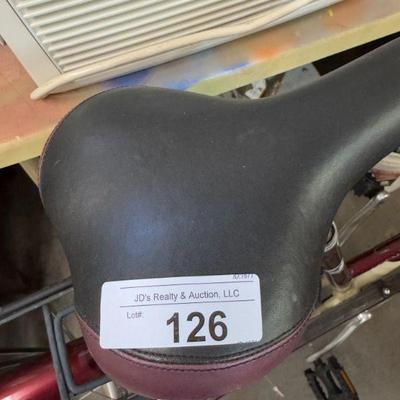 JD's Realty & Auction, LLC
Lot#:
126